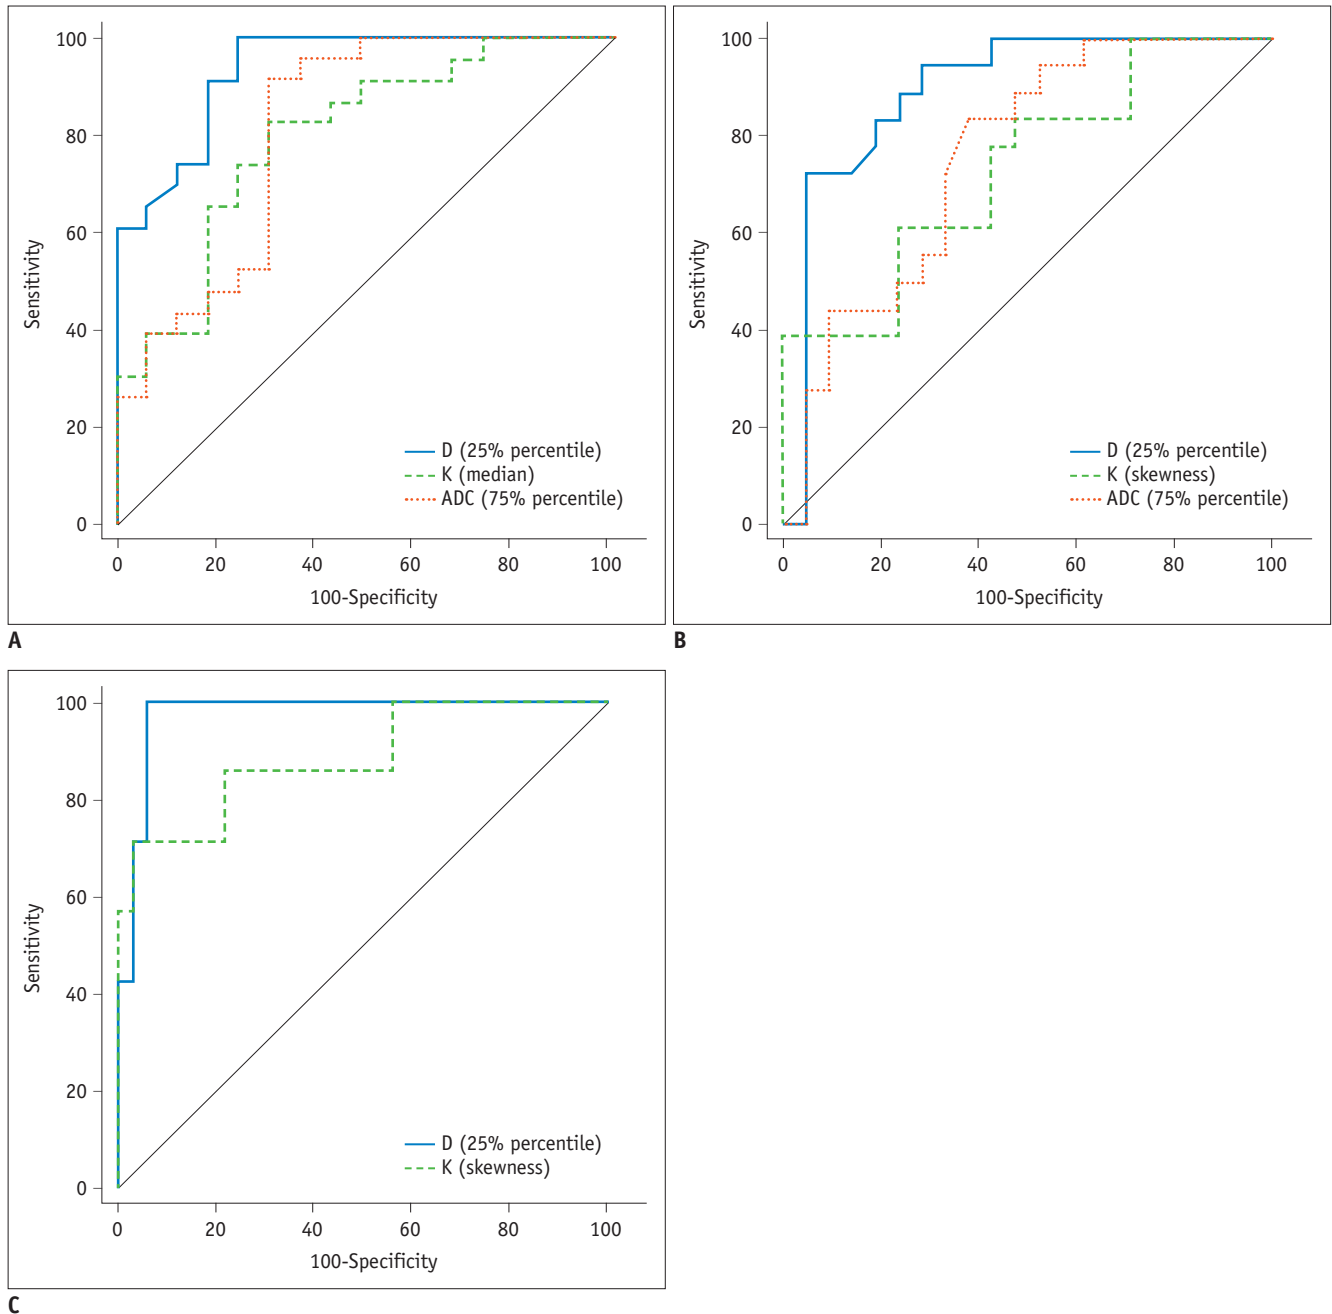 100
80
60
40
20
0
Sensitivity
D (25% percentile)
K (median)
ADC (75% percentile)
0 20 40 60 80 100
100-Specificity
A
100
80
60
40
20
0
Sensitivity
D (25% percentile)
K (skewness)
ADC (75% percentile)
0 20 40 60 80 100
100-Specificity
B
100
80
60
40
20
0
Sensitivity
D (25% percentile)
K (skewness)
0 20 40 60 80 100
100-Specificity
C